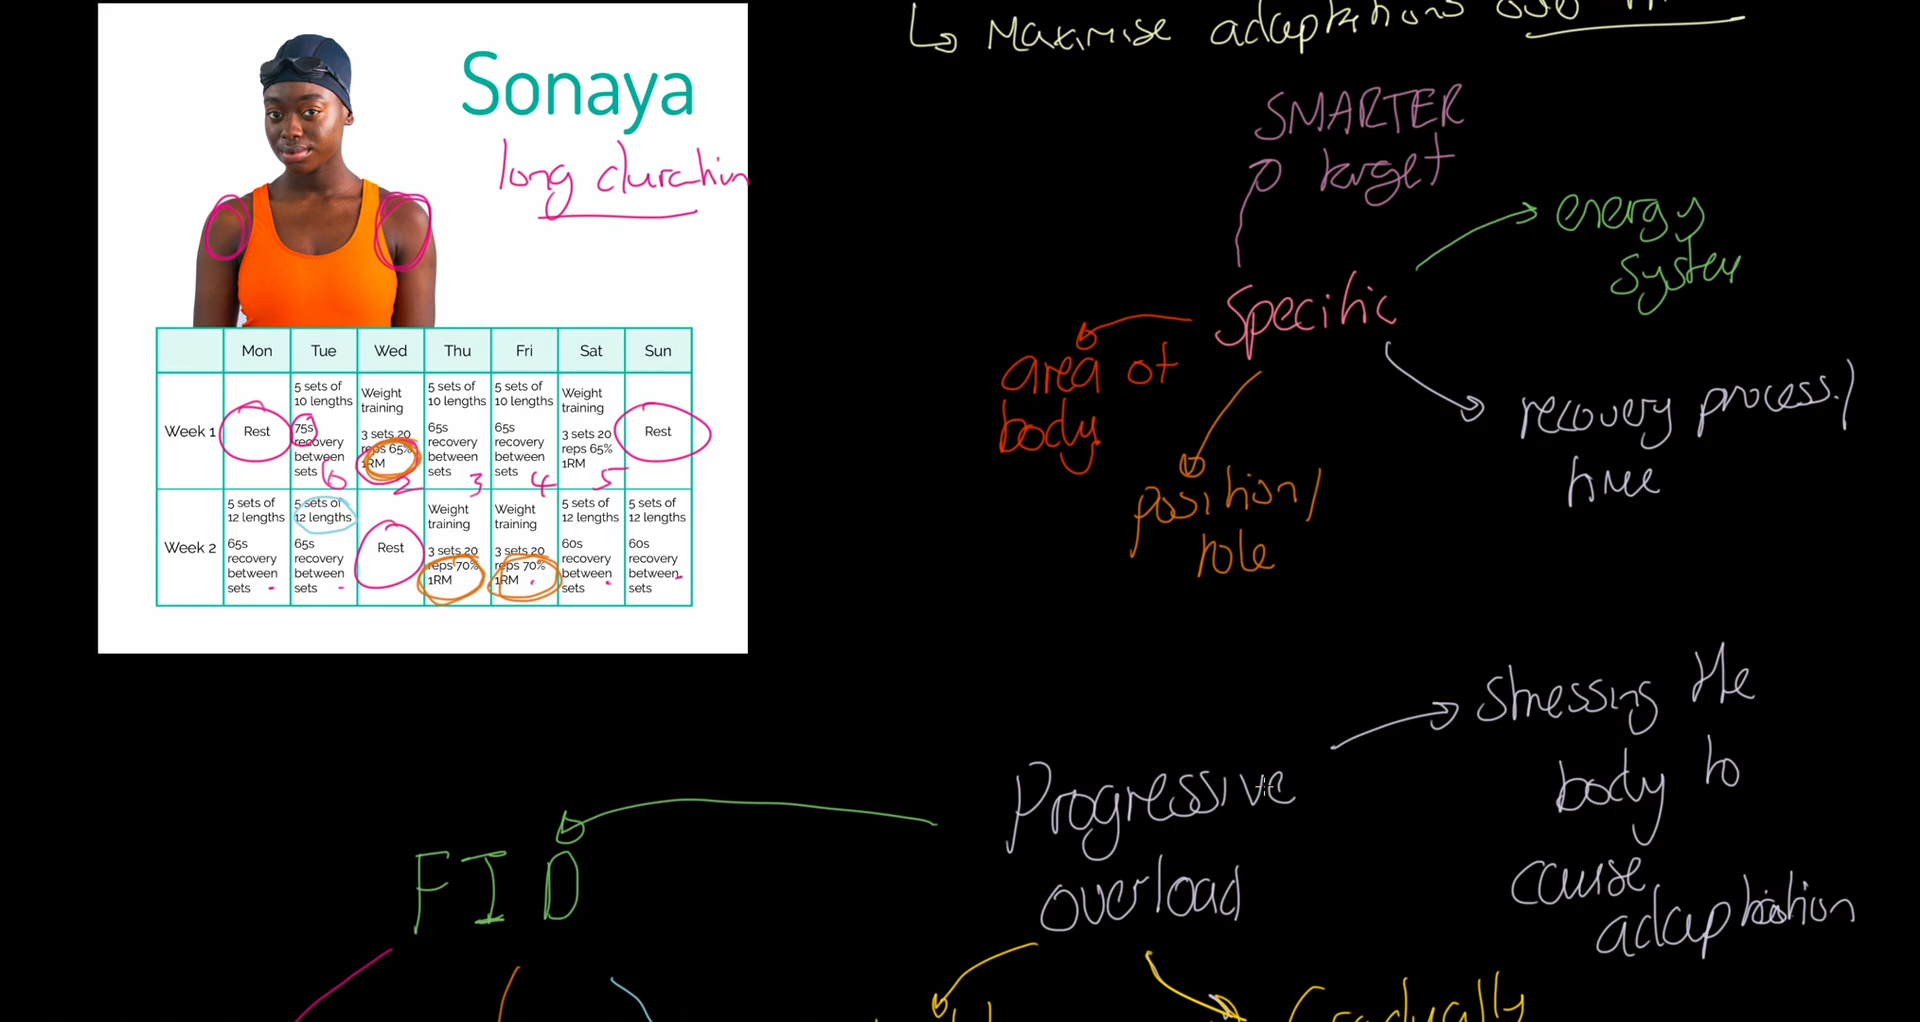 ↳ Maximise adaptations
Sonaya
long duration
SMARTER
target
energy
system
Specific
area of
body
position/
role
recovery process/
time
Mon Tue Wed Thu Fri Sat Sun
Week 1
Rest
5 sets of
10 lengths
75s
recovery
between
sets
Weight
training
3 sets 20
reps 65%
1RM
5 sets of
10 lengths
65s
recovery
between
sets
5 sets of
10 lengths
65s
recovery
between
sets
Weight
training
3 sets 20
reps 65%
1RM
Rest
6 2 3 4 5
Week 2
5 sets of
12 lengths
65s
recovery
between
sets
5 sets of
12 lengths
65s
recovery
between
sets
Rest
Weight
training
3 sets 20
reps 70%
1RM
Weight
training
3 sets 20
reps 70%
1RM
5 sets of
12 lengths
60s
recovery
between
sets
5 sets of
12 lengths
60s
recovery
between
sets
Progressive
overload
Stressing the
body to
cause
adaptation
FID
Gradually